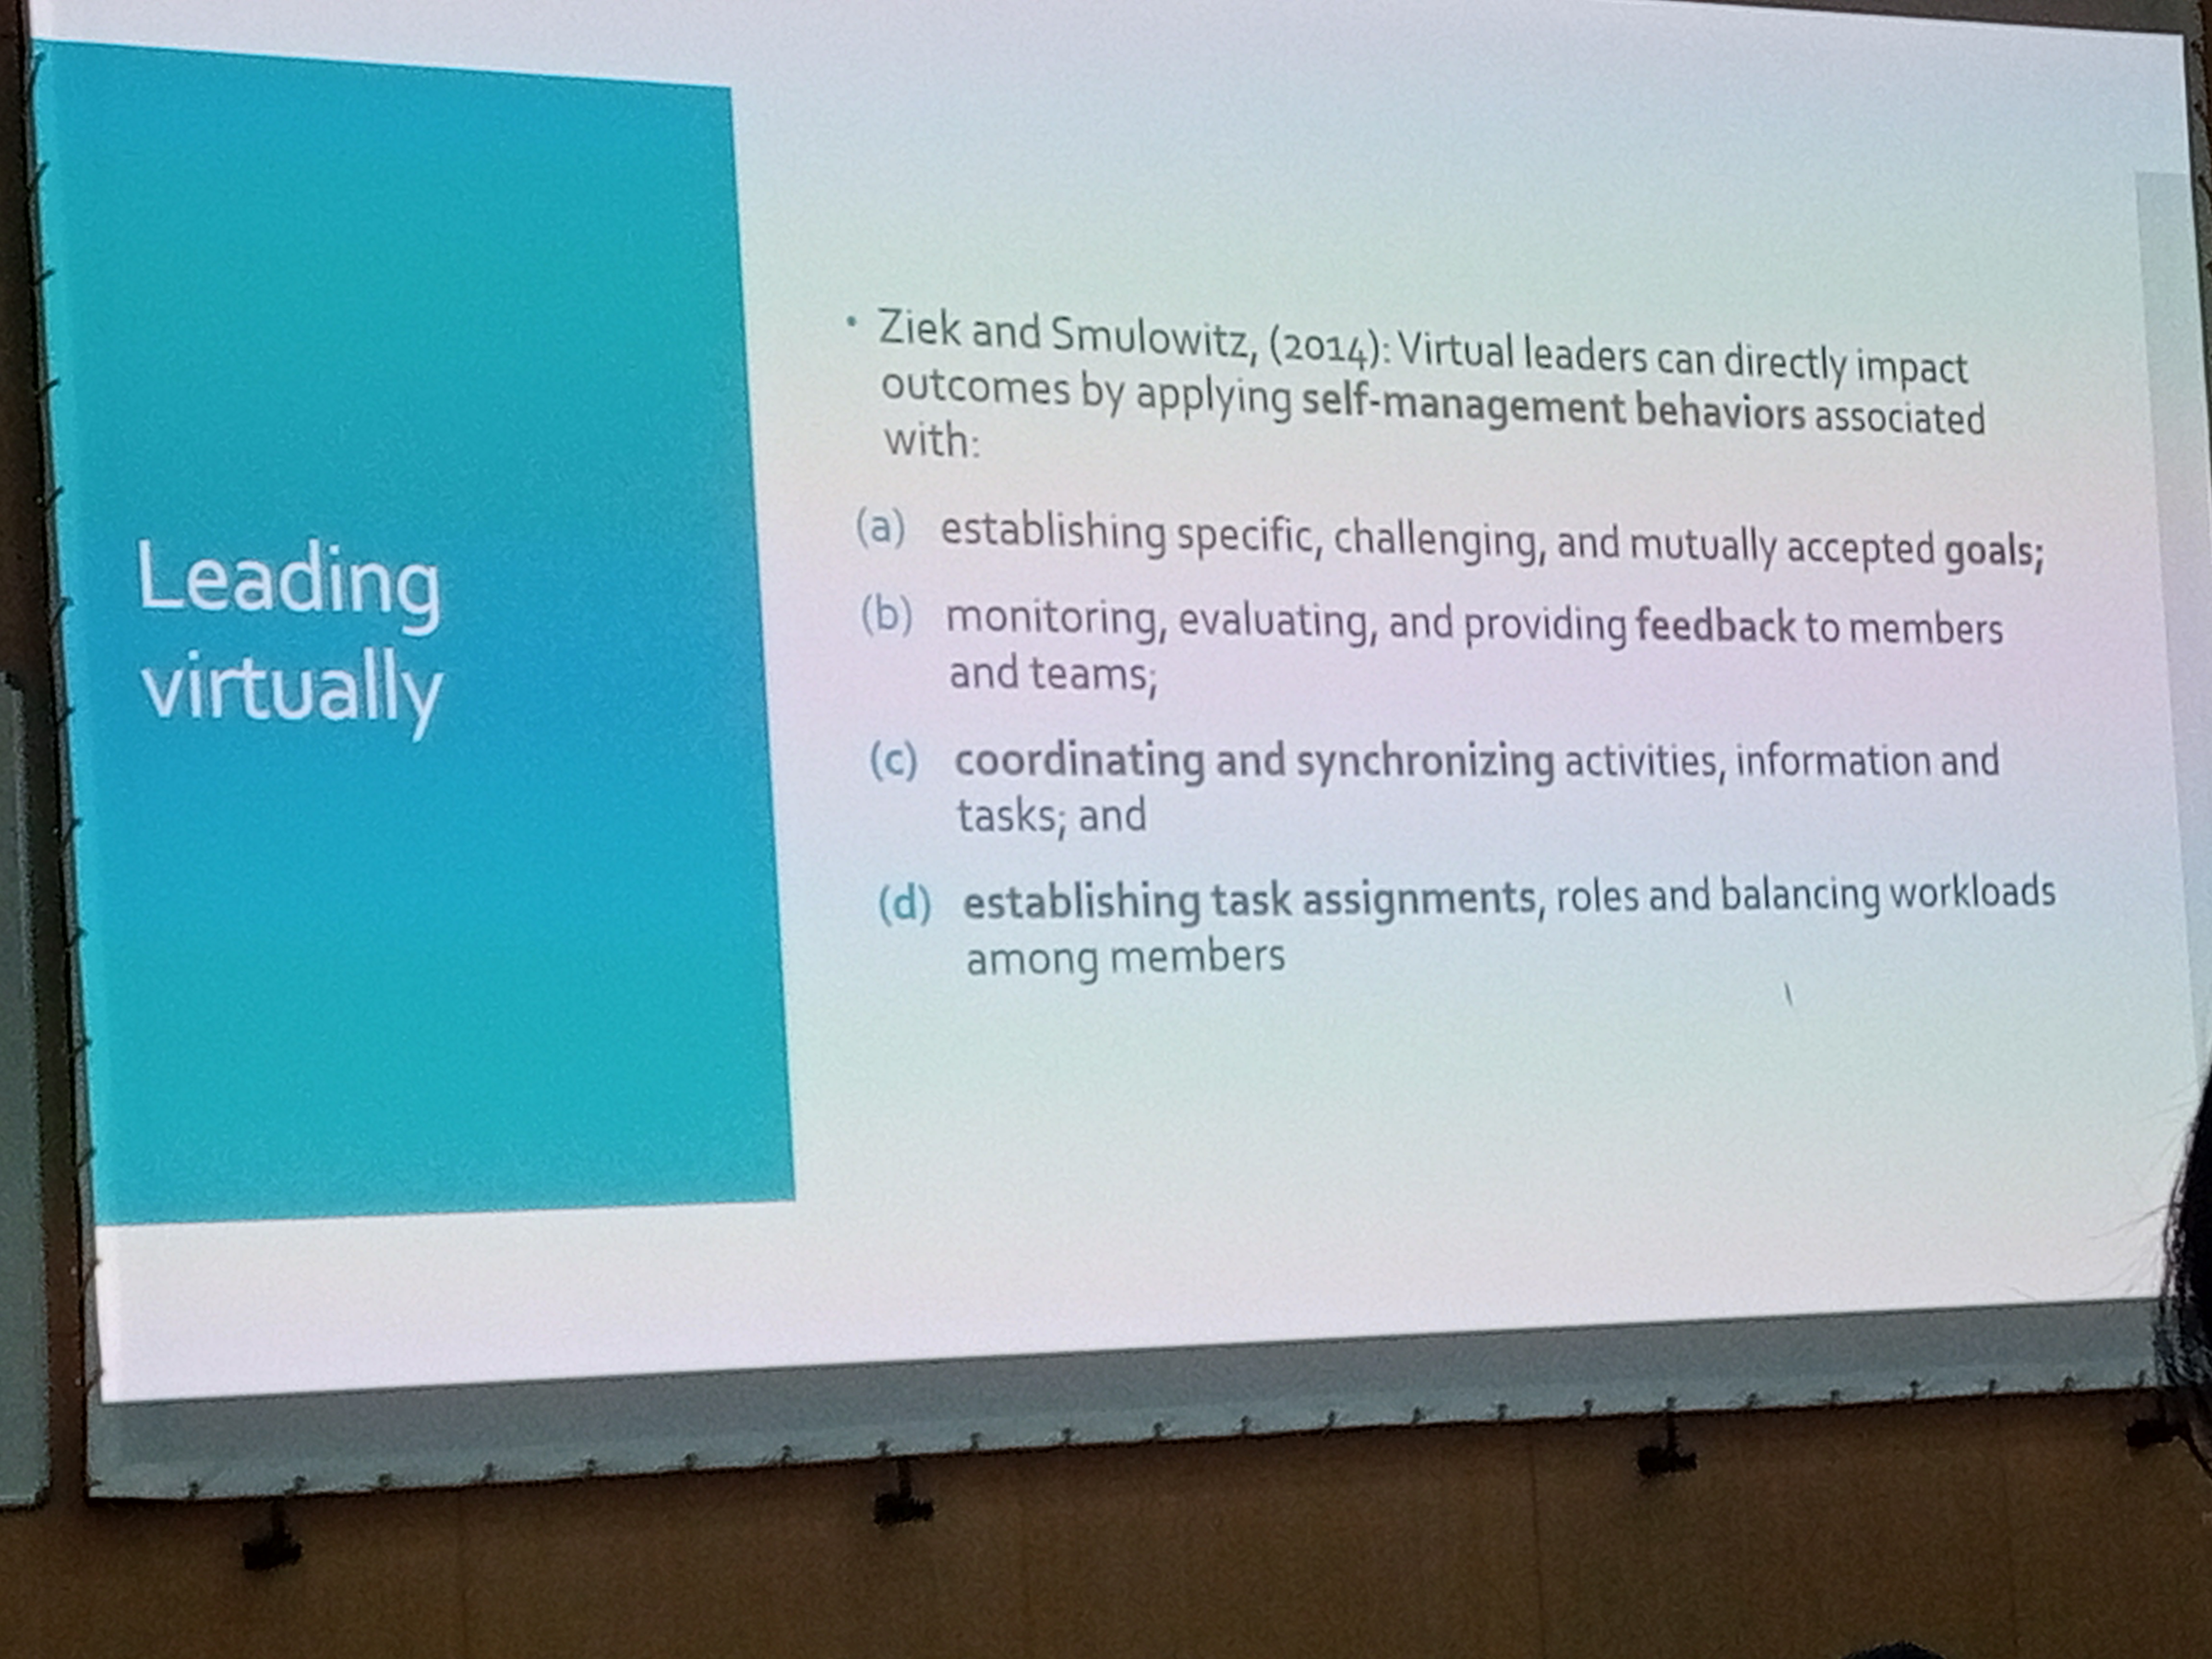 Leading
virtually
• Ziek and Smulowitz, (2014): Virtual leaders can directly impact
outcomes by applying self-management behaviors associated
with:
(a) establishing specific, challenging, and mutually accepted goals;
(b) monitoring, evaluating, and providing feedback to members
and teams;
(c) coordinating and synchronizing activities, information and
tasks; and
(d) establishing task assignments, roles and balancing workloads
among members